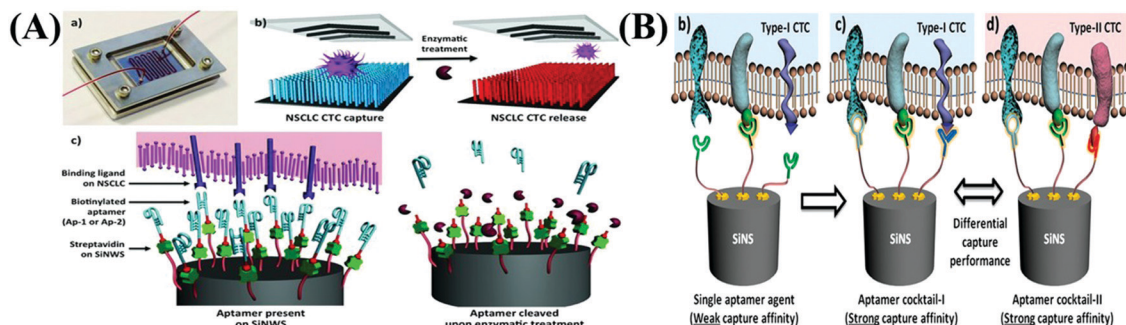 (A)
a)
b)
Enzymatic
treatment
NSCLC CTC capture
NSCLC CTC release
c)
Binding ligand
on NSCLC
Biotinylated
aptamer
(Ap-1 or Ap-2)
Streptavidin
on SiNWS
Aptamer present
on SiNWS
Aptamer cleaved
upon enzymatic treatment
(B)
b)
Type-I CTC
c)
Type-I CTC
d)
Type-II CTC
SiNS
SiNS
SiNS
Differential
capture
performance
Single aptamer agent
(Weak capture affinity)
Aptamer cocktail-I
(Strong capture affinity)
Aptamer cocktail-II
(Strong capture affinity)